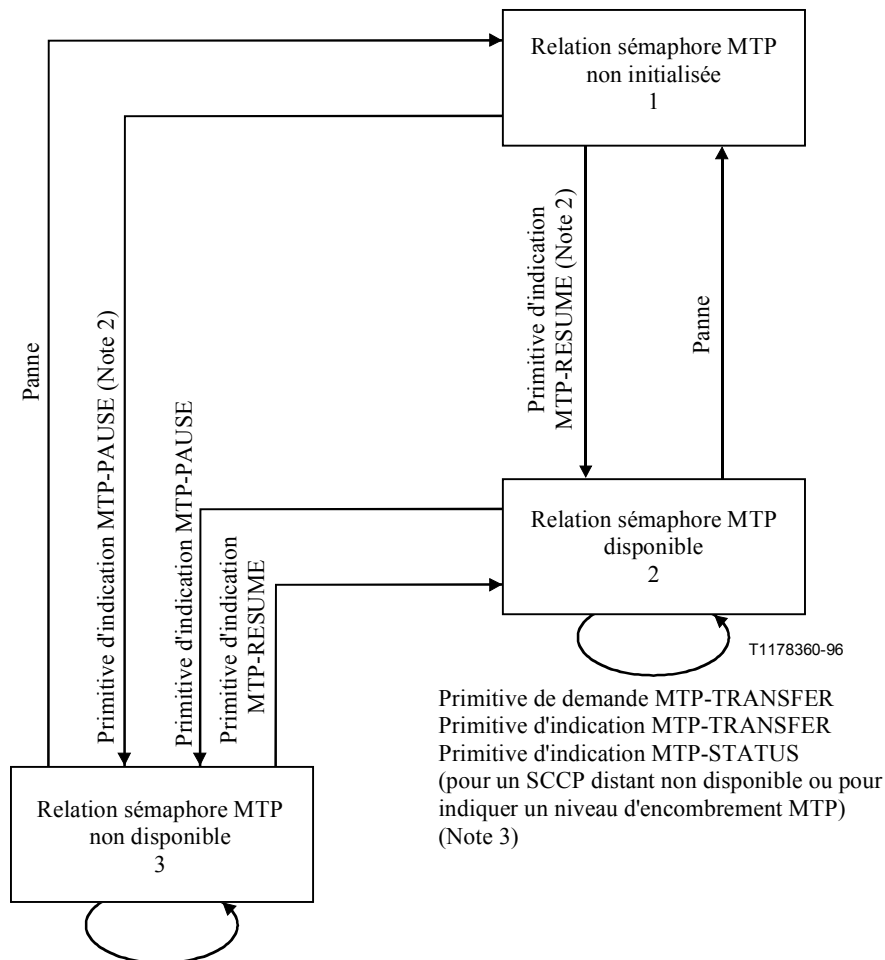 Relation sémaphore MTP
non initialisée
1
Panne
Primitive d'indication MTP-PAUSE (Note 2)
Primitive d'indication MTP-PAUSE
Primitive d'indication
MTP-RESUME
Primitive d'indication
MTP-RESUME (Note 2)
Panne
Relation sémaphore MTP
disponible
2
T1178360-96
Primitive de demande MTP-TRANSFER
Primitive d'indication MTP-TRANSFER
Primitive d'indication MTP-STATUS
(pour un SCCP distant non disponible ou pour
indiquer un niveau d'encombrement MTP)
(Note 3)
Relation sémaphore MTP
non disponible
3